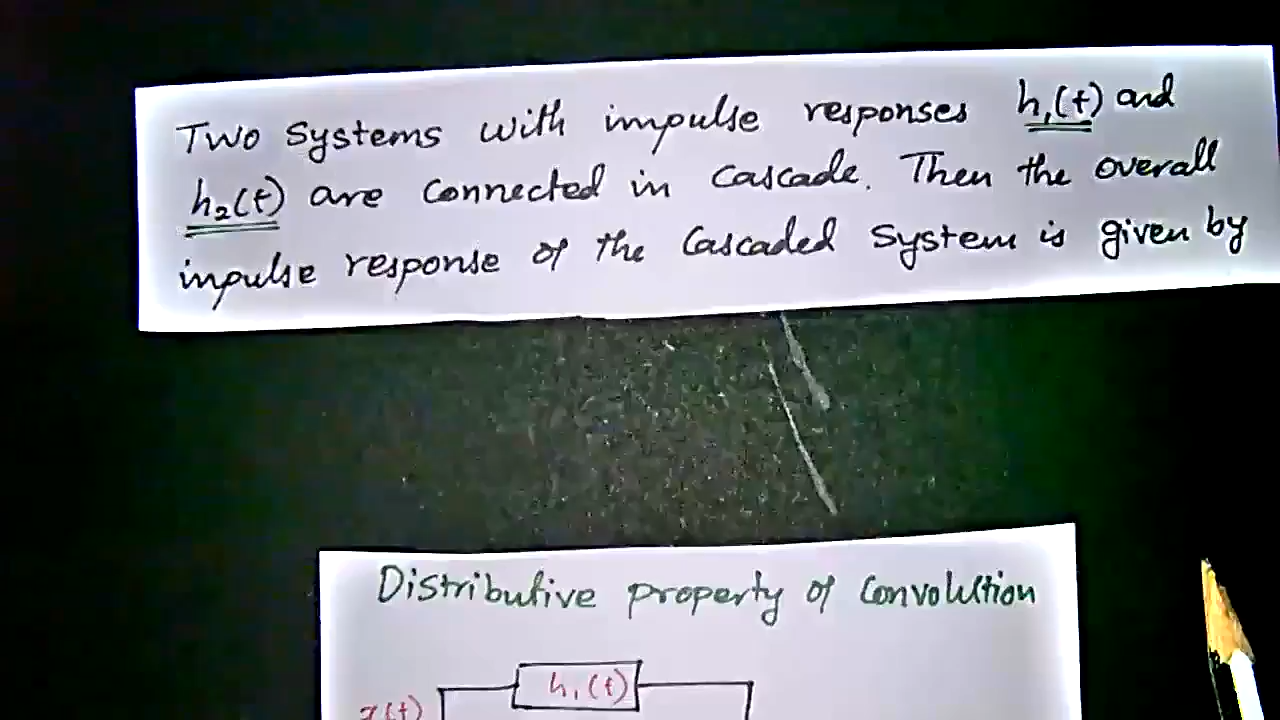 Two Systems with impulse responses h₁(t) and
h₂(t) are connected in cascade. Then the overall
impulse response of the Cascaded System is given by
Distributive property of Convolution
h₁(t)
x(t)